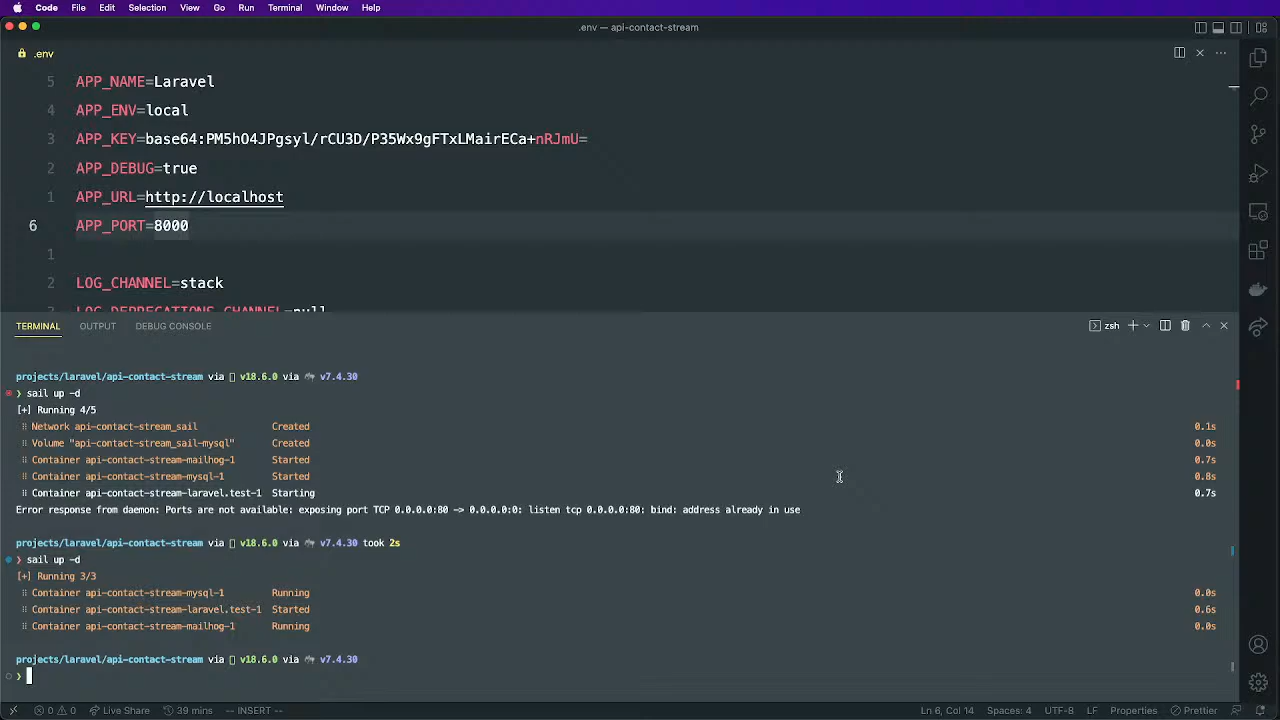 Code File Edit Selection View Go Run Terminal Window Help
.env — api-contact-stream
.env
5 APP_NAME=Laravel
4 APP_ENV=local
3 APP_KEY=base64:PM5hO4JPgsyl/rCU3D/P35Wx9gFTxLMairECa+nRJmU=
2 APP_DEBUG=true
1 APP_URL=http://localhost
6 APP_PORT=8000
1
2 LOG_CHANNEL=stack
3 LOG_DEPRECATIONS_CHANNEL=null
TERMINAL OUTPUT DEBUG CONSOLE zsh
projects/laravel/api-contact-stream via v18.6.0 via v7.4.30
❯ sail up -d
[+] Running 4/5
Network api-contact-stream_sail Created 0.1s
Volume "api-contact-stream_sail-mysql" Created 0.0s
Container api-contact-stream-mailhog-1 Started 0.7s
Container api-contact-stream-mysql-1 Started 0.8s
Container api-contact-stream-laravel.test-1 Starting 0.7s
Error response from daemon: Ports are not available: exposing port TCP 0.0.0.0:80 -> 0.0.0.0:0: listen tcp 0.0.0.0:80: bind: address already in use
projects/laravel/api-contact-stream via v18.6.0 via v7.4.30 took 2s
❯ sail up -d
[+] Running 3/3
Container api-contact-stream-mysql-1 Running 0.0s
Container api-contact-stream-laravel.test-1 Started 0.6s
Container api-contact-stream-mailhog-1 Running 0.0s
projects/laravel/api-contact-stream via v18.6.0 via v7.4.30
❯
0 0 Live Share 39 mins -- INSERT -- Ln 6, Col 14 Spaces: 4 UTF-8 LF Properties Prettier